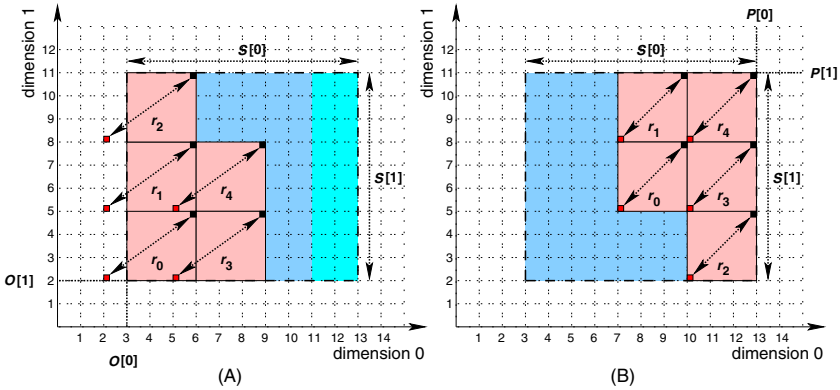 dimension 1
12
11
10
9
8
7
6
5
4
3
2
1
O[1]
S[0]
S[1]
r2
r1
r4
r0
r3
1 2 3 4 5 6 7 8 9 10 11 12 13 14
O[0]
dimension 0
(A)
dimension 1
12
11
10
9
8
7
6
5
4
3
2
1
P[0]
S[0]
P[1]
S[1]
r1
r4
r0
r3
r2
1 2 3 4 5 6 7 8 9 10 11 12 13 14
dimension 0
(B)